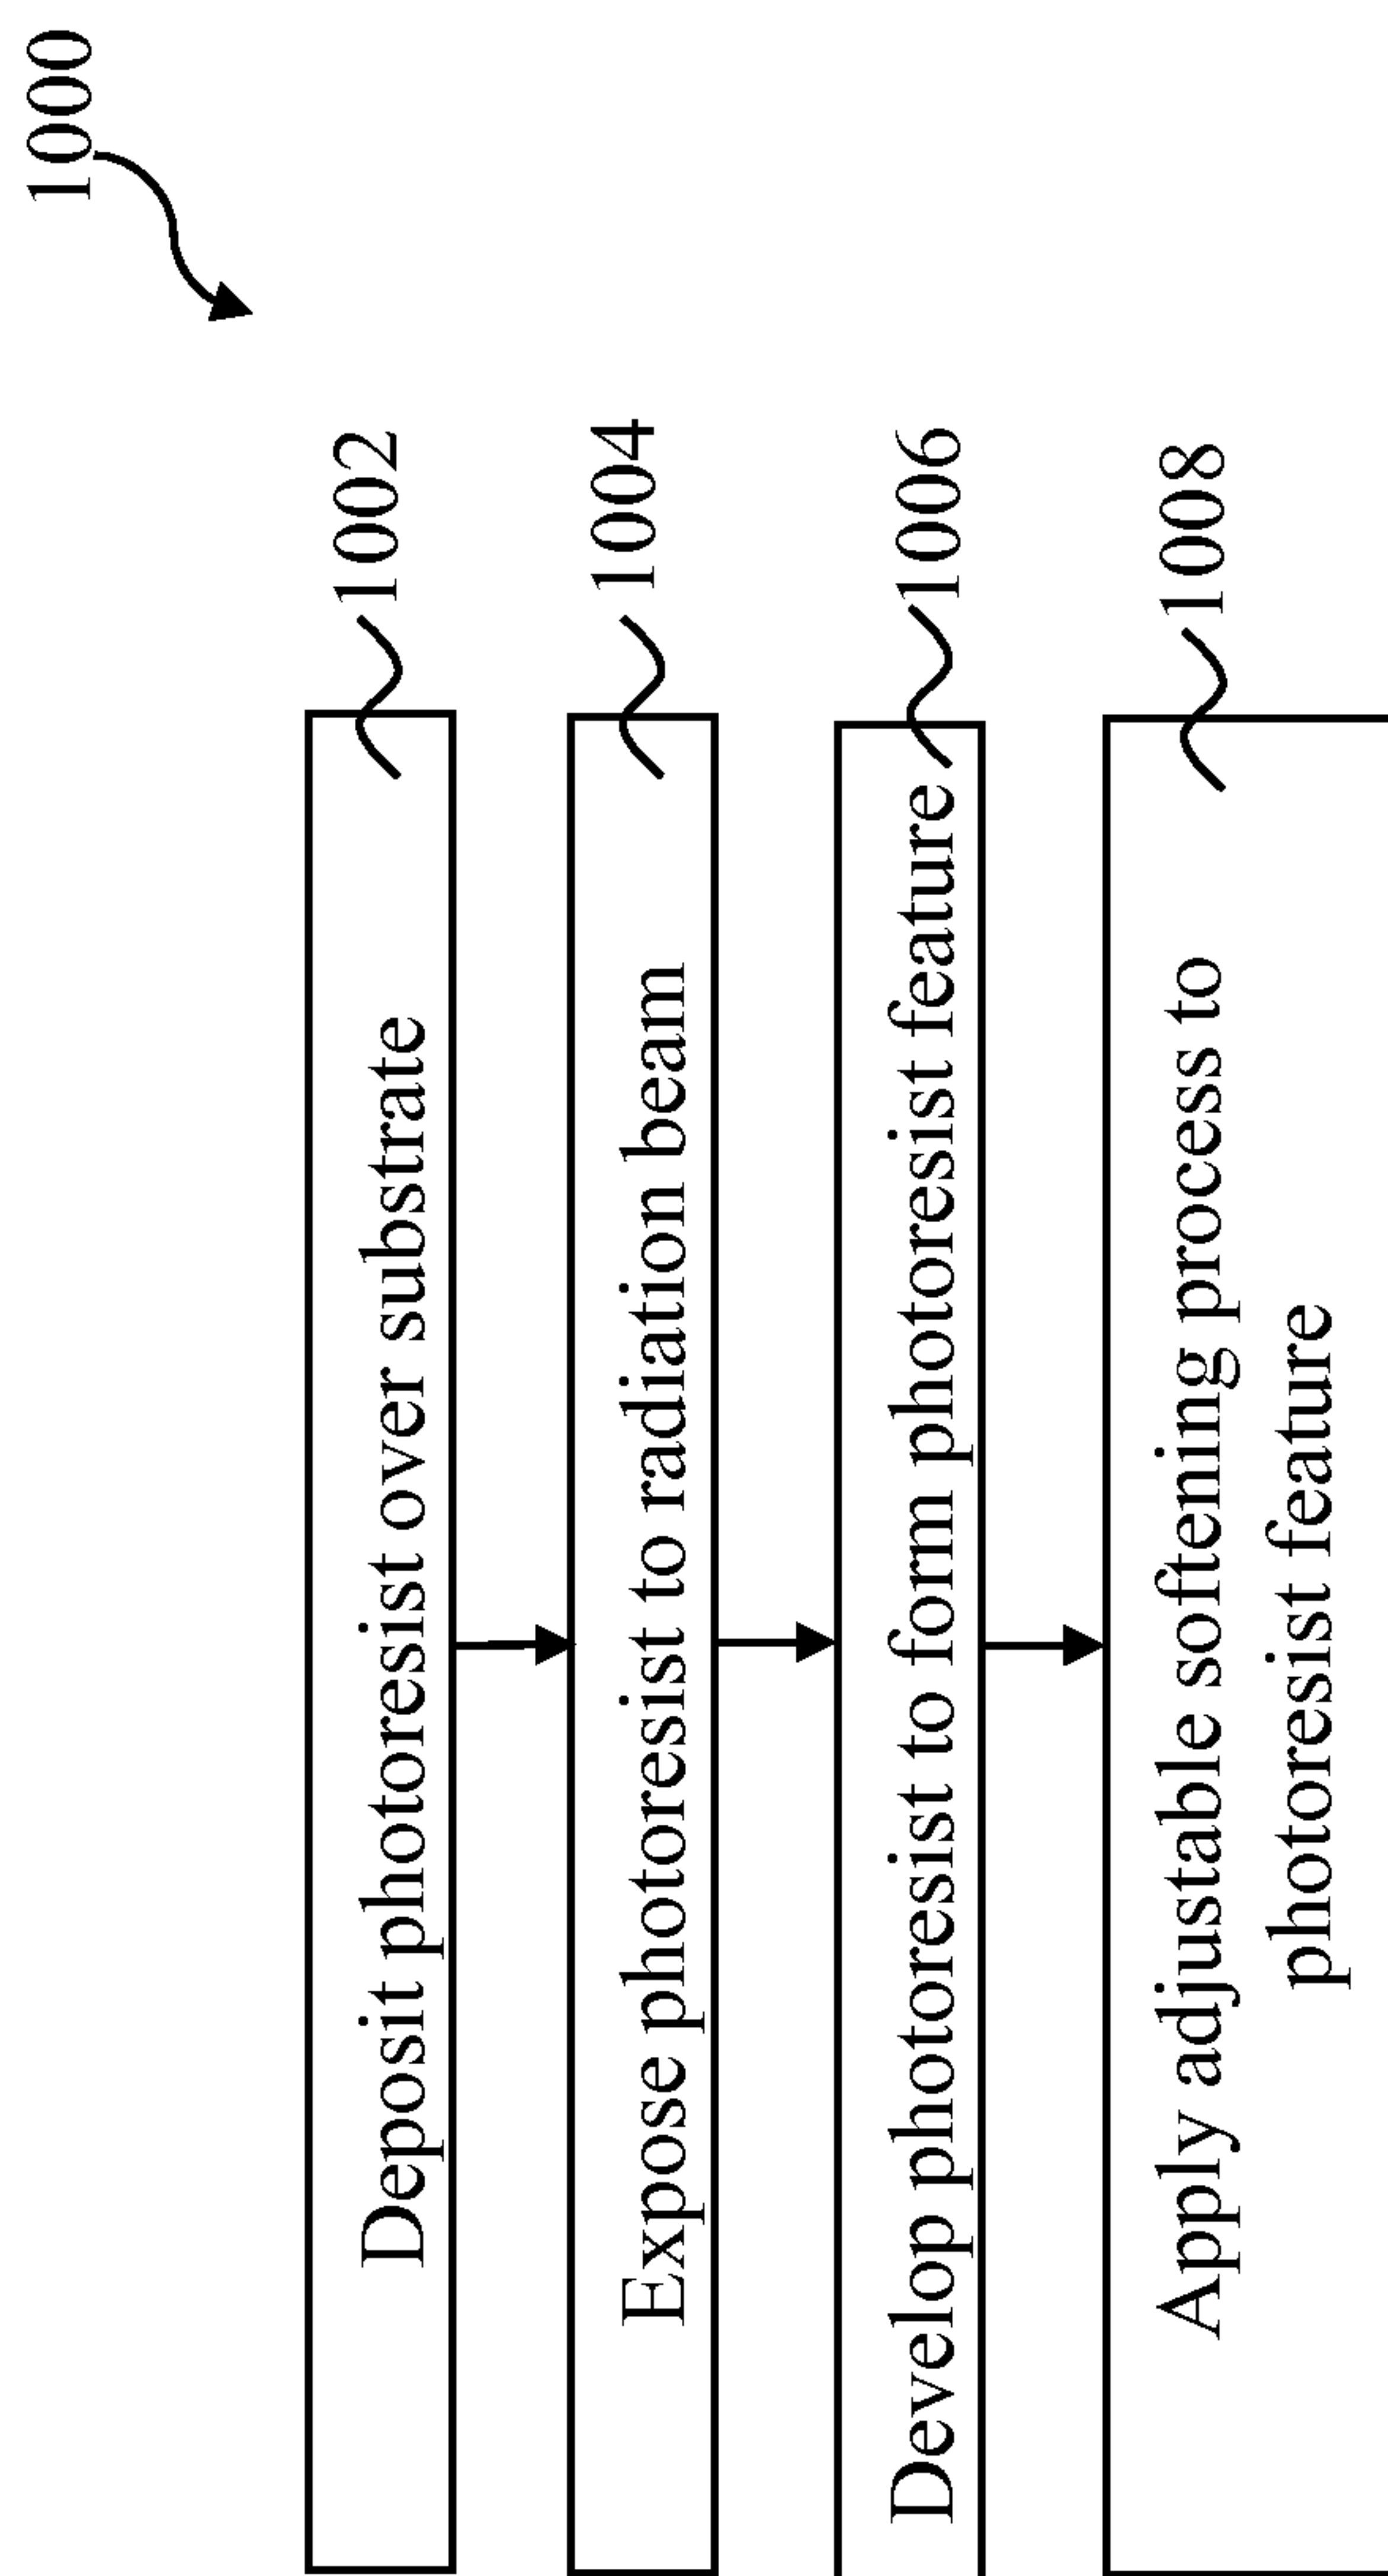 1000
Deposit photoresist over substrate
1002
Expose photoresist to radiation beam
1004
Develop photoresist to form photoresist feature
1006
Apply adjustable softening process to
photoresist feature
1008